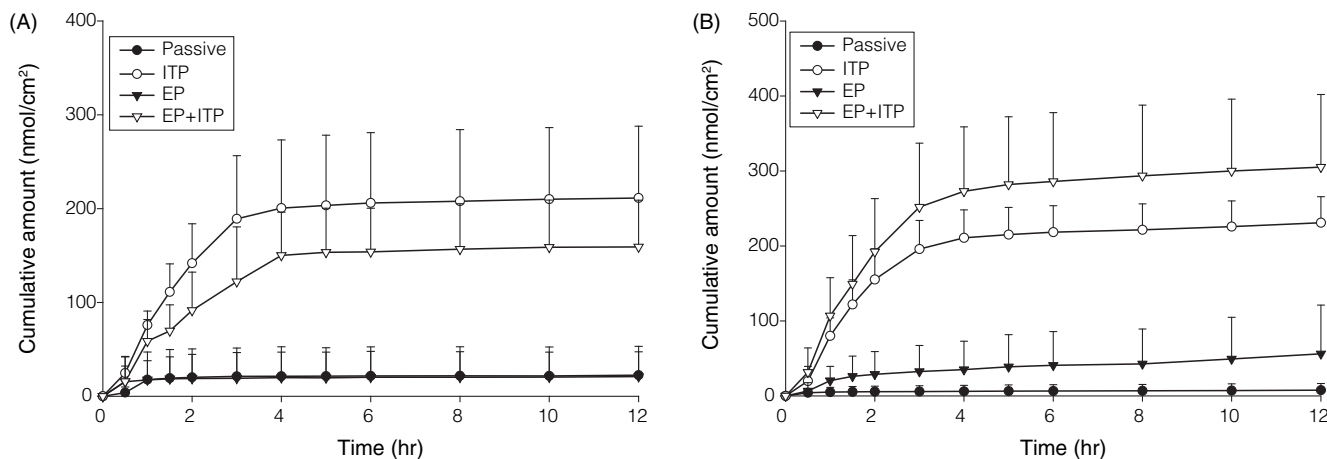 (A)
Cumulative amount (nmol/cm²)
400
300
200
100
0
Passive
ITP
EP
EP+ITP
0 2 4 6 8 10 12
Time (hr)
(B)
Cumulative amount (nmol/cm²)
500
400
300
200
100
0
Passive
ITP
EP
EP+ITP
0 2 4 6 8 10 12
Time (hr)